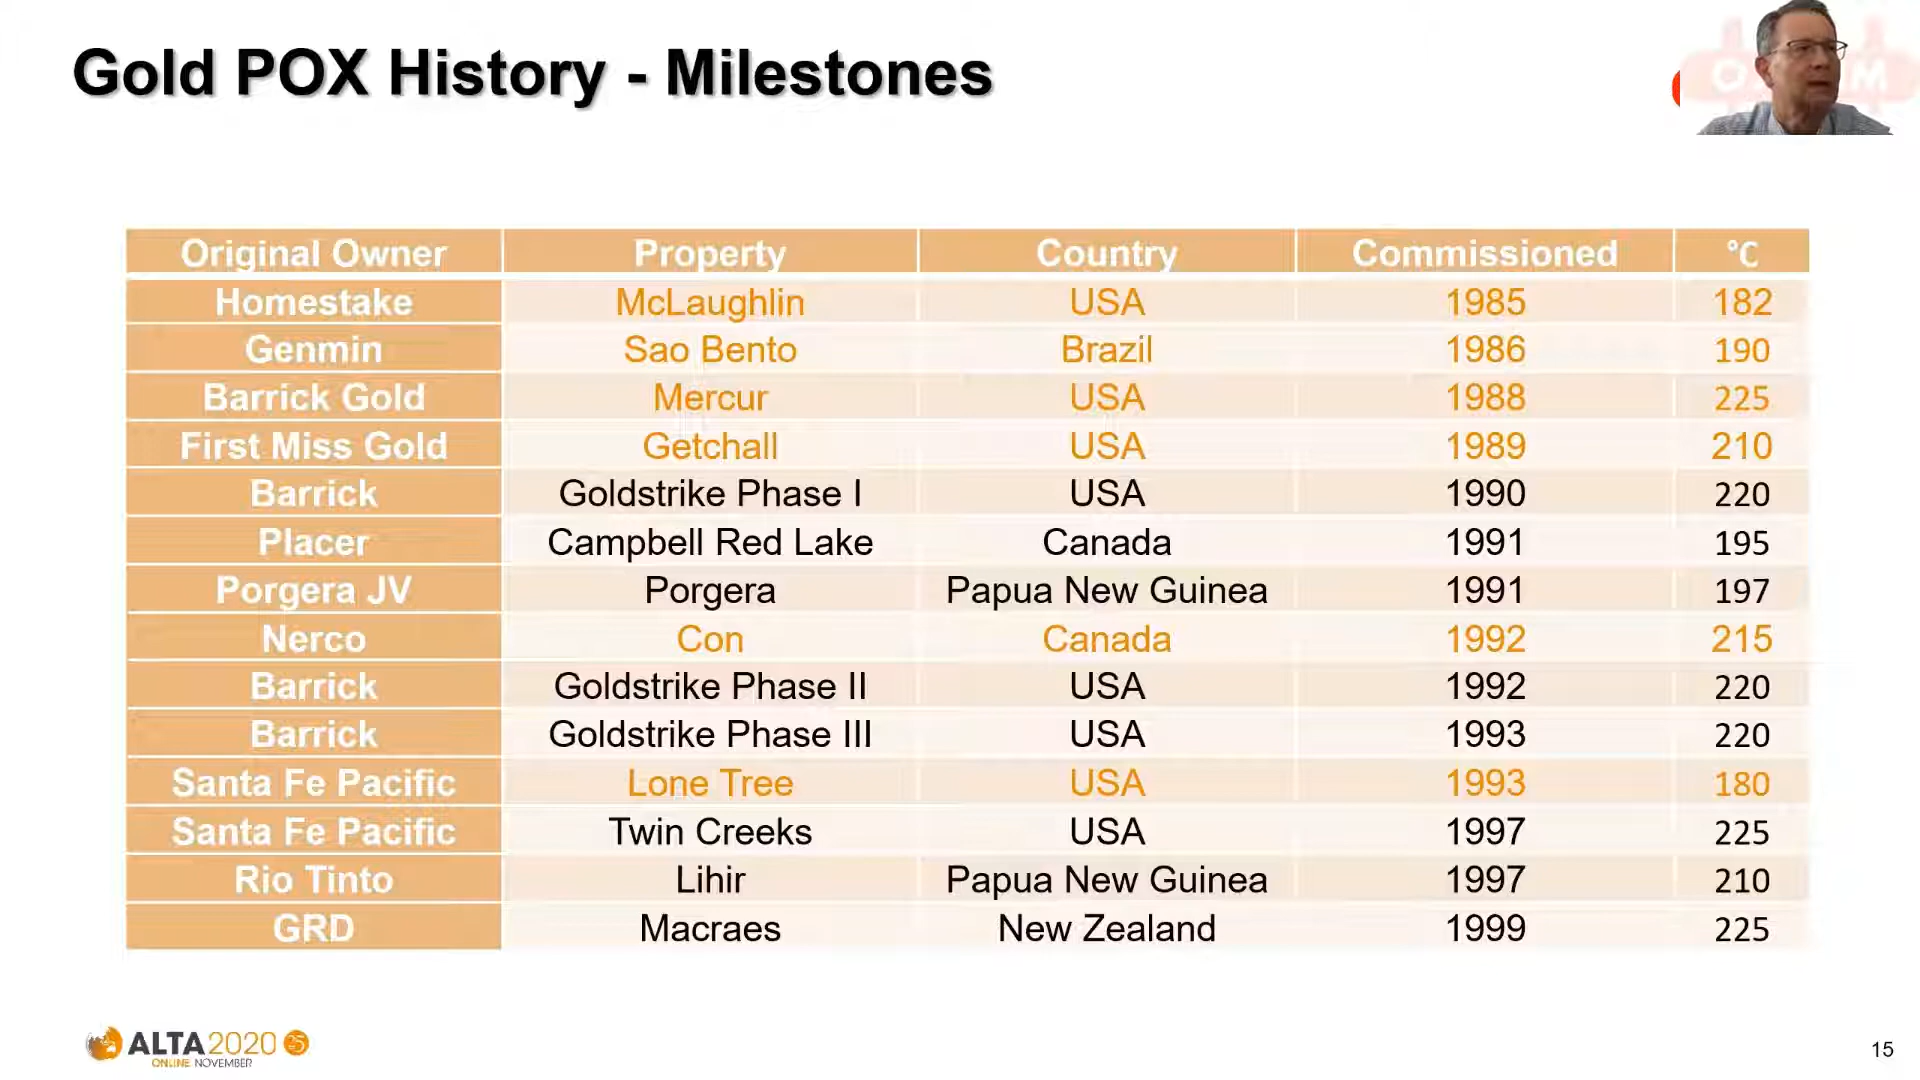 Gold POX History - Milestones
Original Owner Property Country Commissioned °C
Homestake McLaughlin USA 1985 182
Genmin Sao Bento Brazil 1986 190
Barrick Gold Mercur USA 1988 225
First Miss Gold Getchall USA 1989 210
Barrick Goldstrike Phase I USA 1990 220
Placer Campbell Red Lake Canada 1991 195
Porgera JV Porgera Papua New Guinea 1991 197
Nerco Con Canada 1992 215
Barrick Goldstrike Phase II USA 1992 220
Barrick Goldstrike Phase III USA 1993 220
Santa Fe Pacific Lone Tree USA 1993 180
Santa Fe Pacific Twin Creeks USA 1997 225
Rio Tinto Lihir Papua New Guinea 1997 210
GRD Macraes New Zealand 1999 225
ALTA 2020 25
ONLINE NOVEMBER
15